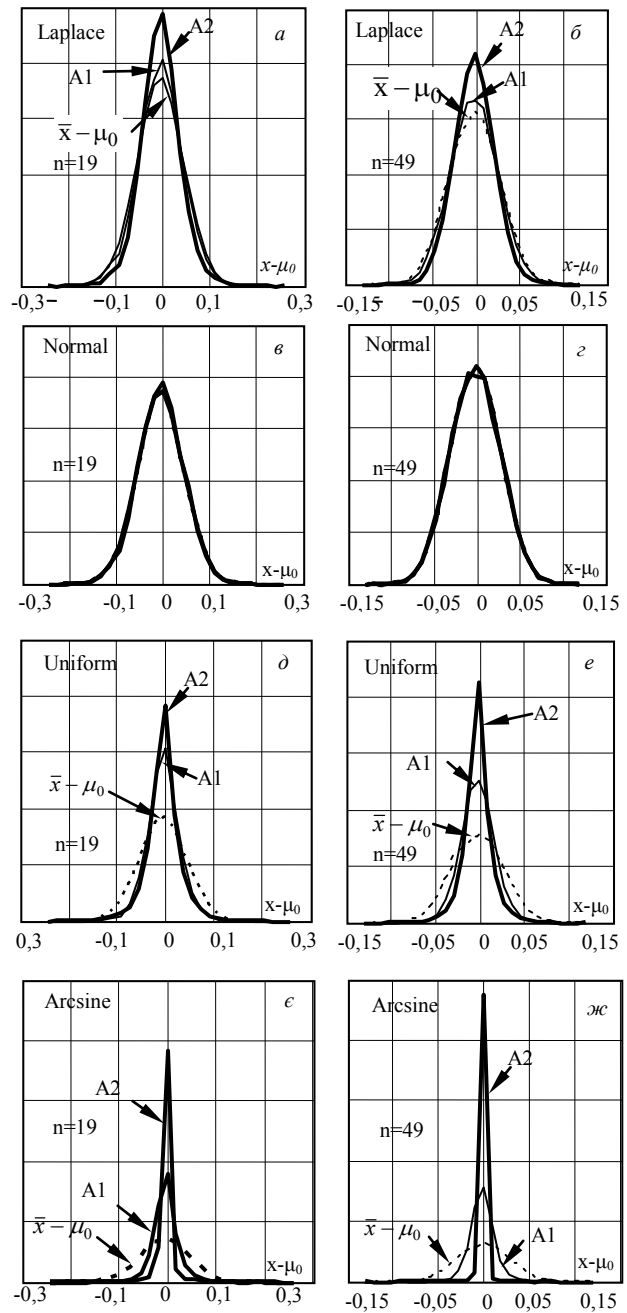 Laplace а
A2
A1
x̄ – μ₀
n=19
x-μ₀
-0,3 -0,1 0 0,1 0,3
Laplace б
A2
A1
x̄ – μ₀
n=49
x-μ₀
-0,15 -0,05 0 0,05 0,15
Normal в
n=19
x-μ₀
-0,3 -0,1 0 0,1 0,3
Normal г
n=49
x-μ₀
-0,15 -0,05 0 0,05 0,15
Uniform д
A2
A1
x̄ – μ₀
n=19
x-μ₀
0,3 -0,1 0 0,1 0,3
Uniform е
A2
A1
x̄ – μ₀
n=49
x-μ₀
-0,15 -0,05 0 0,05 0,15
Arcsine є
A2
n=19
A1
x̄ – μ₀
x-μ₀
-0,3 -0,1 0 0,1 0,3
Arcsine ж
A2
n=49
x̄ – μ₀
A1
x-μ₀
-0,15 -0,05 0 0,05 0,15